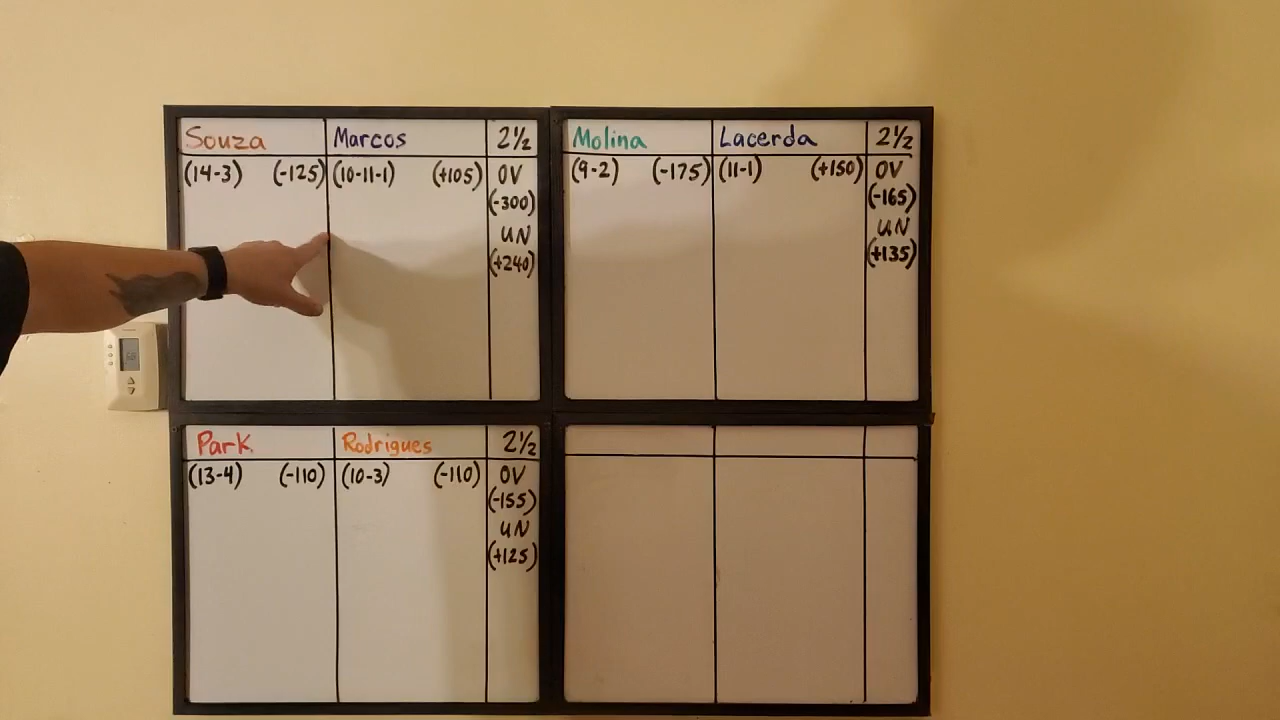 Souza Marcos 2½
(14-3) (-125) (10-11-1) (+105) OV
(-300)
UN
(+240)
Molina Lacerda 2½
(9-2) (-175) (11-1) (+150) OV
(-165)
UN
(+135)
Park Rodrigues 2½
(13-4) (-110) (10-3) (-110) OV
(-155)
UN
(+125)